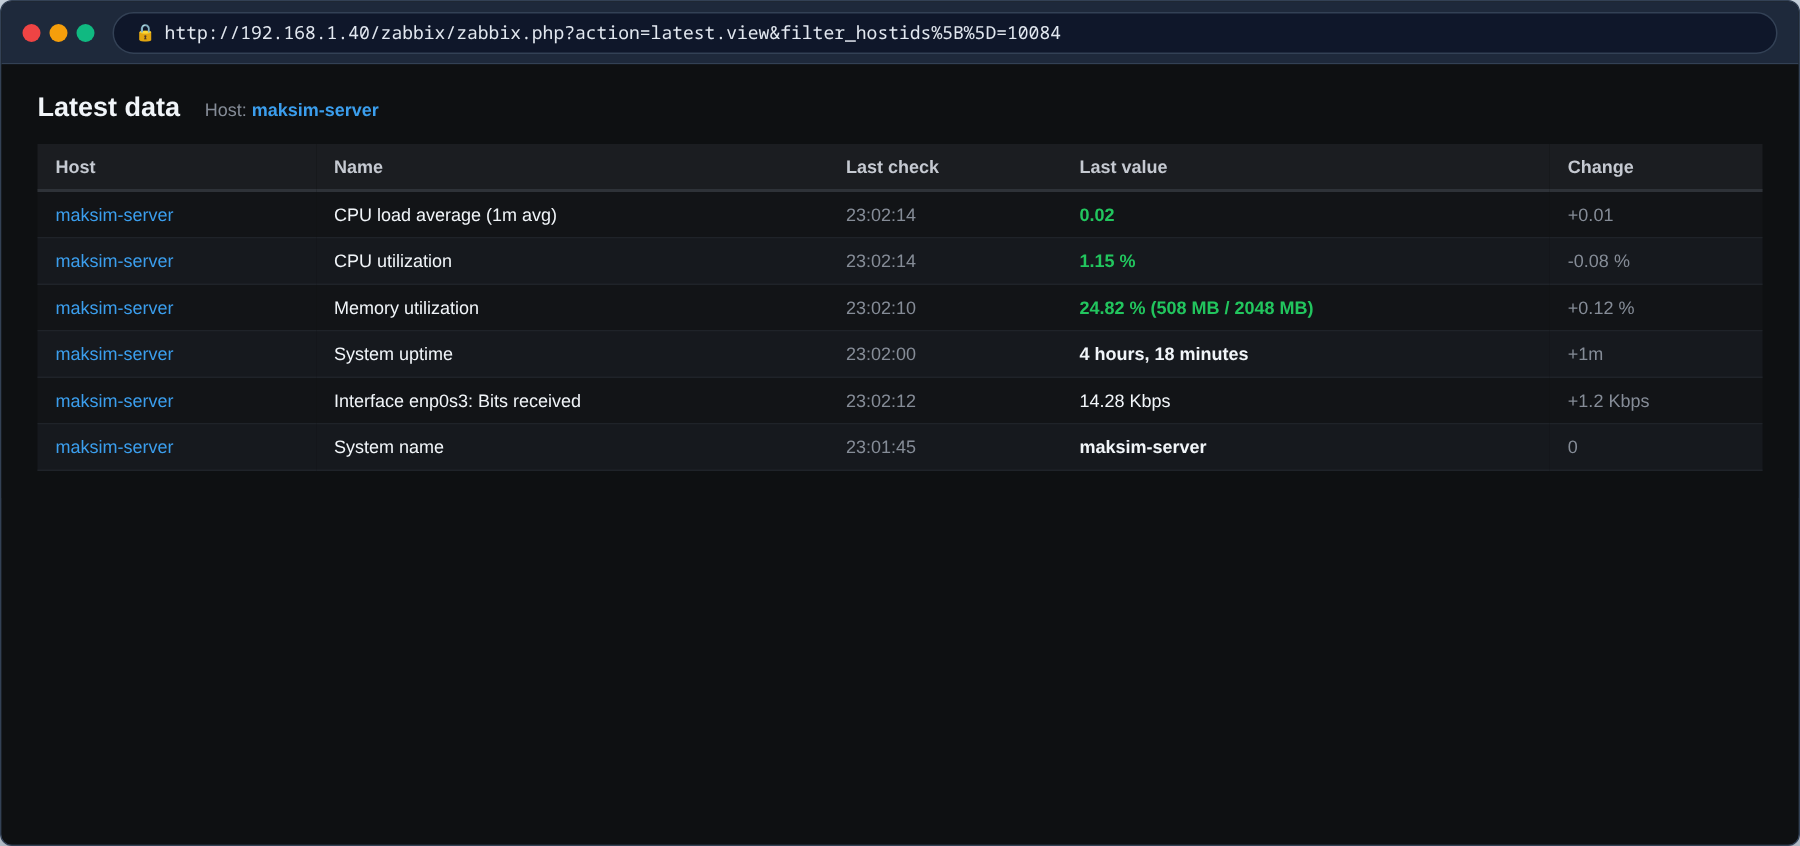 http://192.168.1.40/zabbix/zabbix.php?action=latest.view&filter_hostids%5B%5D=10084
Latest data Host: maksim-server
Host Name Last check Last value Change
maksim-server CPU load average (1m avg) 23:02:14 0.02 +0.01
maksim-server CPU utilization 23:02:14 1.15 % -0.08 %
maksim-server Memory utilization 23:02:10 24.82 % (508 MB / 2048 MB) +0.12 %
maksim-server System uptime 23:02:00 4 hours, 18 minutes +1m
maksim-server Interface enp0s3: Bits received 23:02:12 14.28 Kbps +1.2 Kbps
maksim-server System name 23:01:45 maksim-server 0